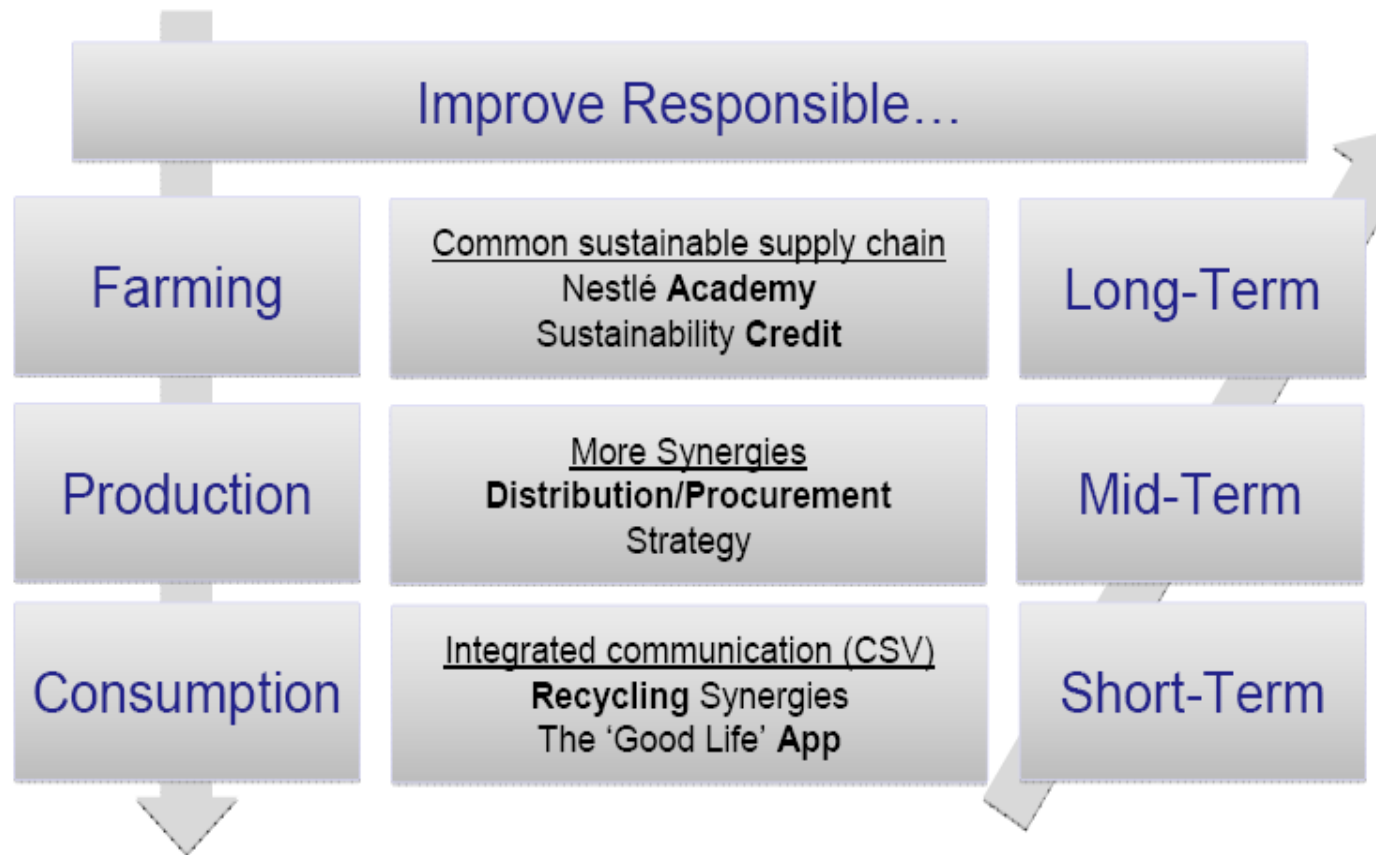 Improve Responsible…
Farming
Common sustainable supply chain
Nestlé Academy
Sustainability Credit
Long-Term
Production
More Synergies
Distribution/Procurement
Strategy
Mid-Term
Consumption
Integrated communication (CSV)
Recycling Synergies
The ‘Good Life’ App
Short-Term